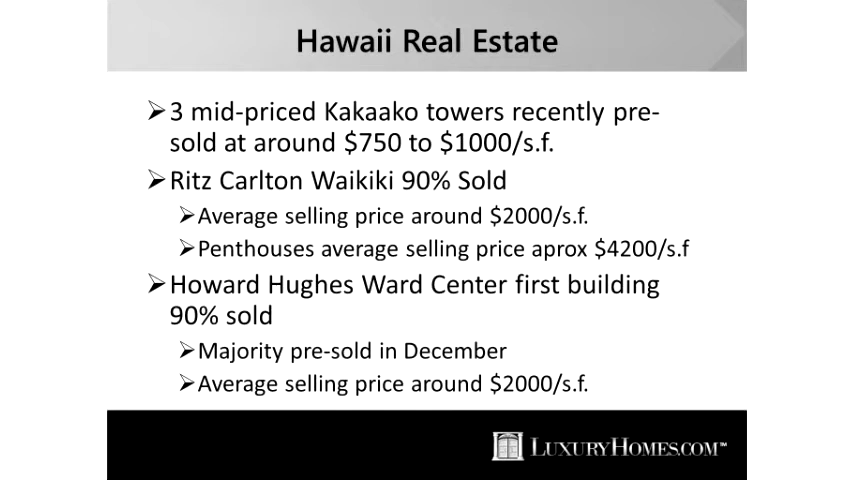 Hawaii Real Estate
➢3 mid-priced Kakaako towers recently pre-
sold at around $750 to $1000/s.f.
➢Ritz Carlton Waikiki 90% Sold
➢Average selling price around $2000/s.f.
➢Penthouses average selling price aprox $4200/s.f
➢Howard Hughes Ward Center first building
90% sold
➢Majority pre-sold in December
➢Average selling price around $2000/s.f.
LUXURYHOMES.COM™